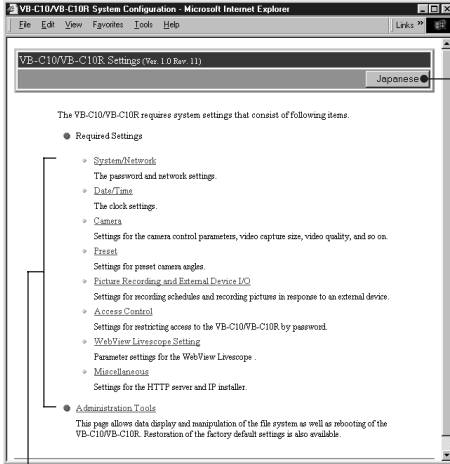 VB-C10/VB-C10R System Configuration - Microsoft Internet Explorer
File Edit View Favorites Tools Help
Links »
VB-C10/VB-C10R Settings (Ver. 1.0 Rev. 11)
Japanese
The VB-C10/VB-C10R requires system settings that consist of following items.
Required Settings
System/Network
The password and network settings.
Date/Time
The clock settings.
Camera
Settings for the camera control parameters, video capture size, video quality, and so on.
Preset
Settings for preset camera angles.
Picture Recording and External Device I/O
Settings for recording schedules and recording pictures in response to an external device.
Access Control
Settings for restricting access to the VB-C10/VB-C10R by password.
WebView Livescope Setting
Parameter settings for the WebView Livescope .
Miscellaneous
Settings for the HTTP server and IP installer.
Administration Tools
This page allows data display and manipulation of the file system as well as rebooting of the
VB-C10/VB-C10R. Restoration of the factory default settings is also available.